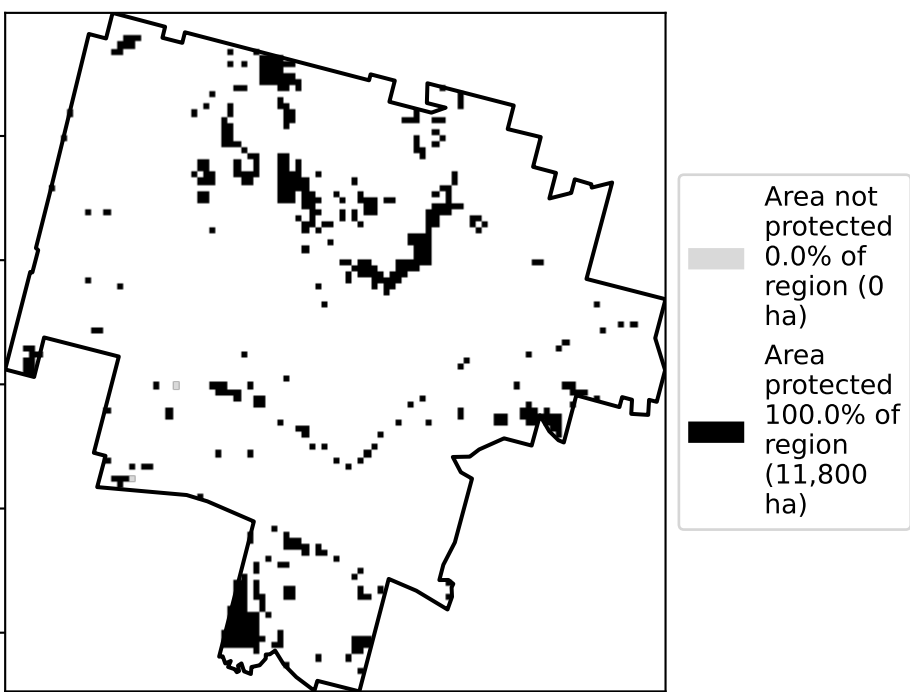 Area not
protected
0.0% of
region (0
ha)
Area
protected
100.0% of
region
(11,800
ha)